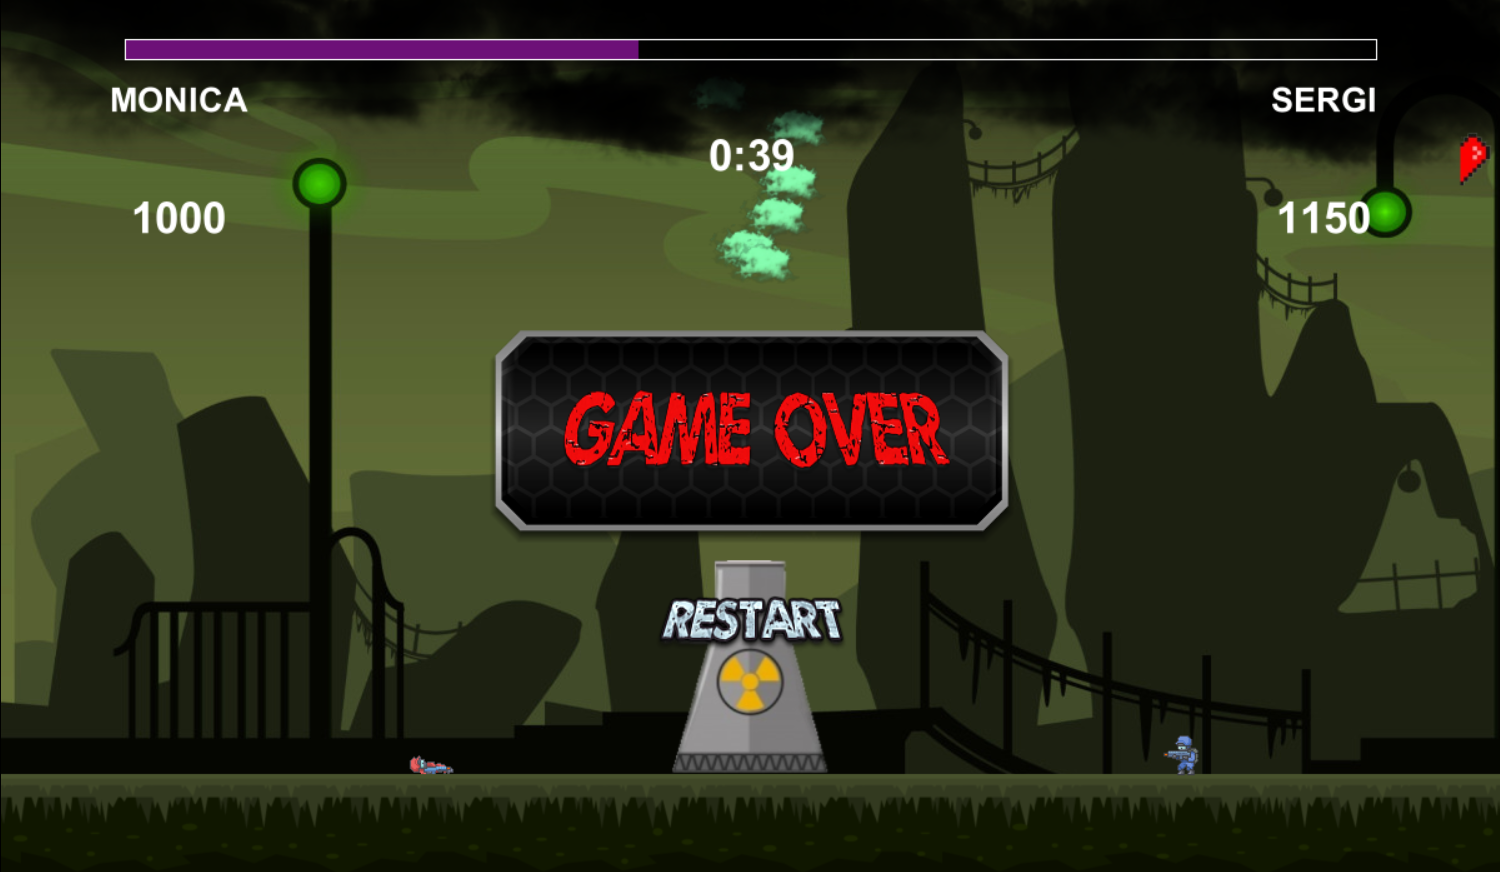 MONICA
SERGI
0:39
1000
1150
GAME OVER
RESTART